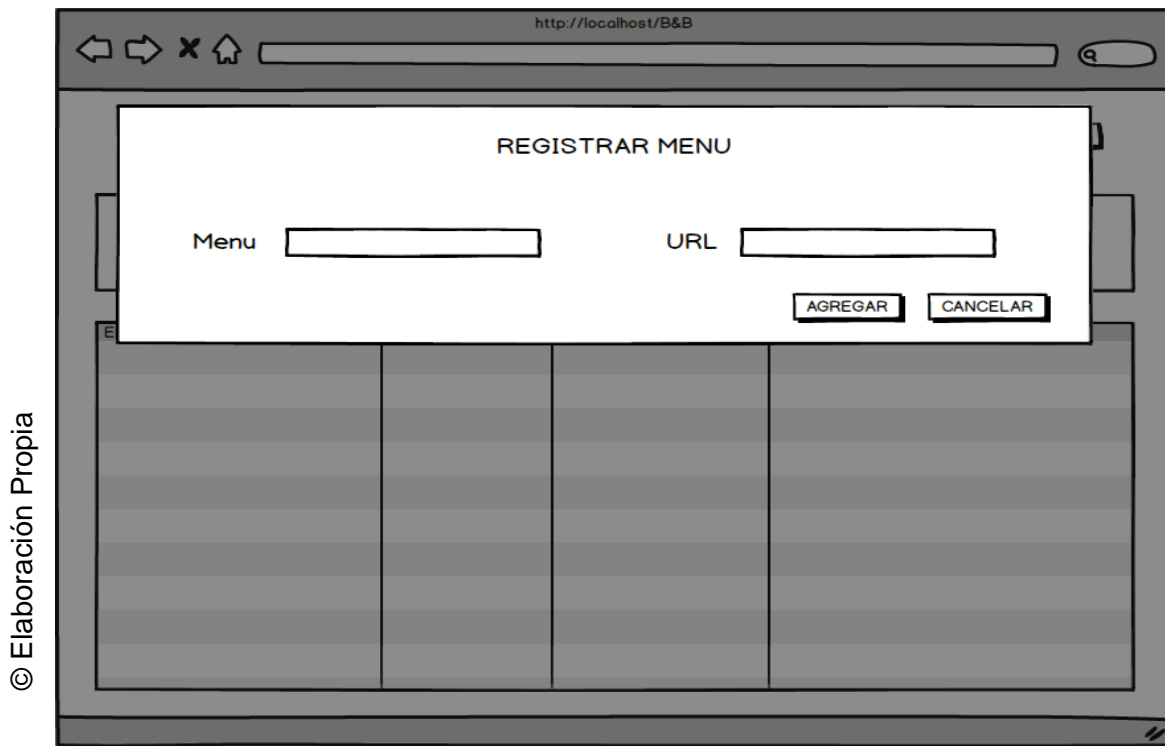 http://localhost/B&B
REGISTRAR MENU
Menu
URL
AGREGAR
CANCELAR
© Elaboración Propia